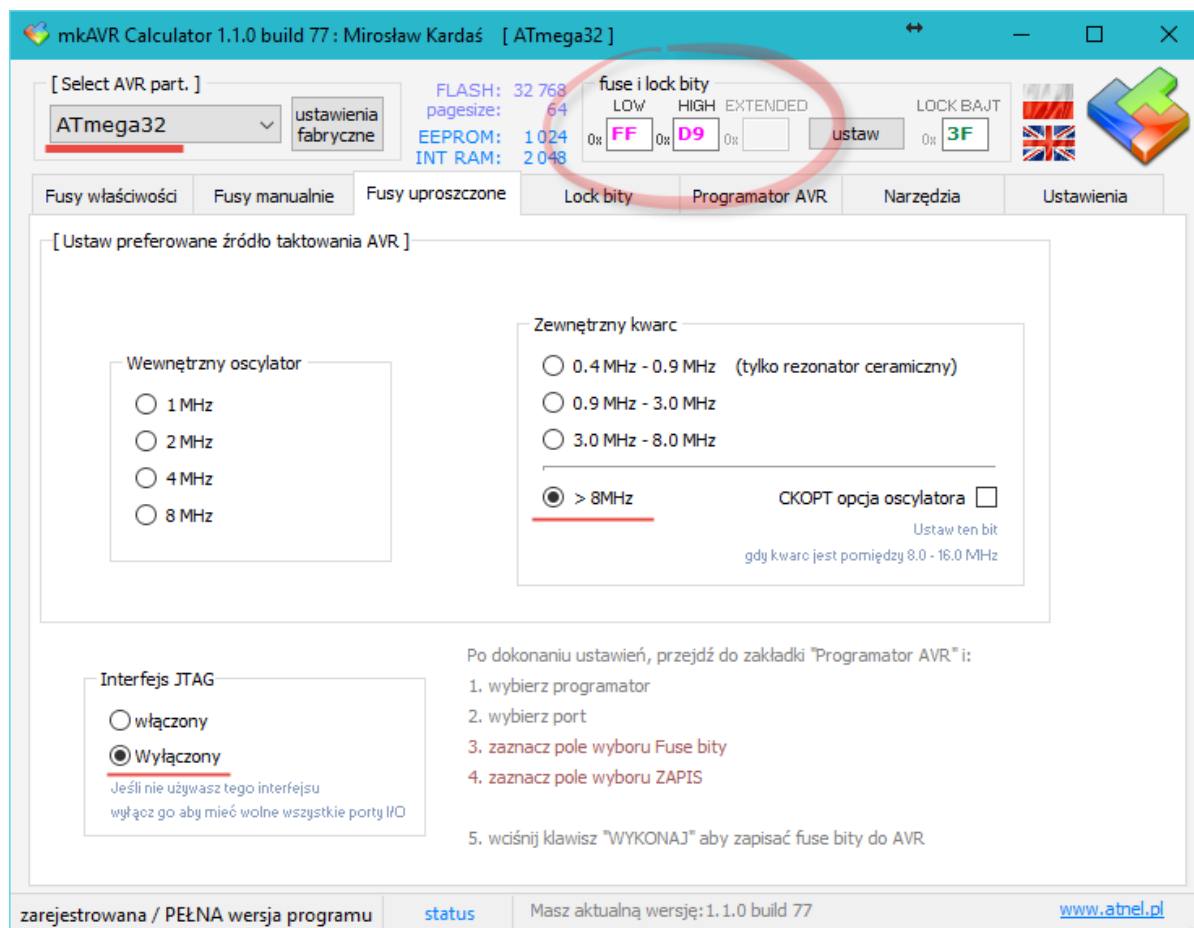 mkAVR Calculator 1.1.0 build 77 : Mirosław Kardaś [ ATmega32 ]
[ Select AVR part. ]
ATmega32
ustawienia
fabryczne
FLASH: 32 768
pagesize: 64
EEPROM: 1 024
INT RAM: 2 048
fuse i lock bity
LOW HIGH EXTENDED LOCK BAJT
0x FF 0x D9 0x ustaw 0x 3F
Fusy właściwości Fusy manualnie Fusy uproszczone Lock bity Programator AVR Narzędzia Ustawienia
[ Ustaw preferowane źródło taktowania AVR ]
Wewnętrzny oscylator
1 MHz
2 MHz
4 MHz
8 MHz
Zewnętrzny kwarc
0.4 MHz - 0.9 MHz (tylko rezonator ceramiczny)
0.9 MHz - 3.0 MHz
3.0 MHz - 8.0 MHz
> 8MHz CKOPT opcja oscylatora
Ustaw ten bit
gdy kwarc jest pomiędzy 8.0 - 16.0 MHz
Interfejs JTAG
włączony
Wyłączony
Jeśli nie używasz tego interfejsu
wyłącz go aby mieć wolne wszystkie porty I/O
Po dokonaniu ustawień, przejdź do zakładki "Programator AVR" i:
1. wybierz programator
2. wybierz port
3. zaznacz pole wyboru Fuse bity
4. zaznacz pole wyboru ZAPIS
5. wciśnij klawisz "WYKONAJ" aby zapisać fuse bity do AVR
zarejestrowana / PEŁNA wersja programu status Masz aktualną wersję:1.1.0 build 77 www.atnel.pl